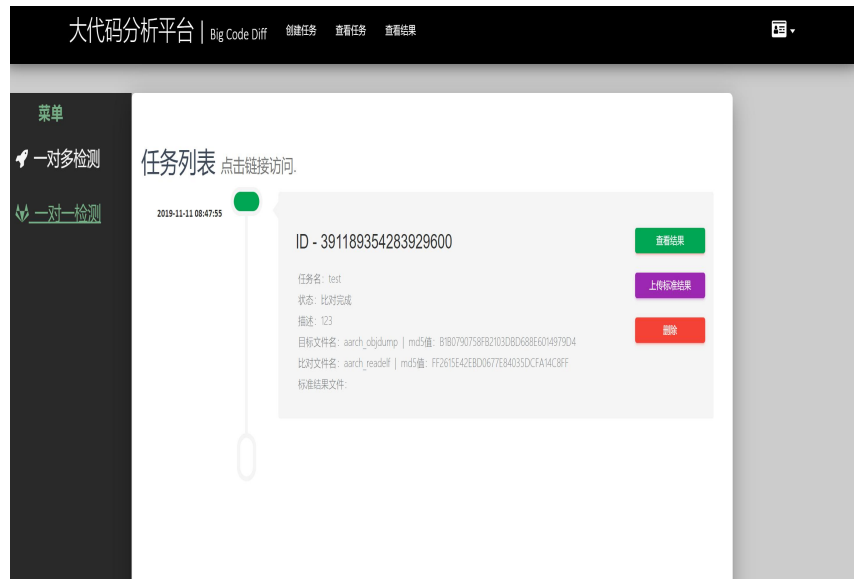 大代码分析平台 | Big Code Diff 创建任务 查看任务 查看结果
菜单
一对多检测
一对一检测
任务列表 点击链接访问.
2019-11-11 08:47:55
ID - 391189354283929600
任务名: test
状态: 比对完成
描述: 123
目标文件名: aarch_objdump | md5值: B1B0790758FB2103DBD688E6014979D4
比对文件名: aarch_readelf | md5值: FF2615E42EBD0677E84035DCFA14C8FF
标准结果文件:
查看结果
上传标准结果
删除